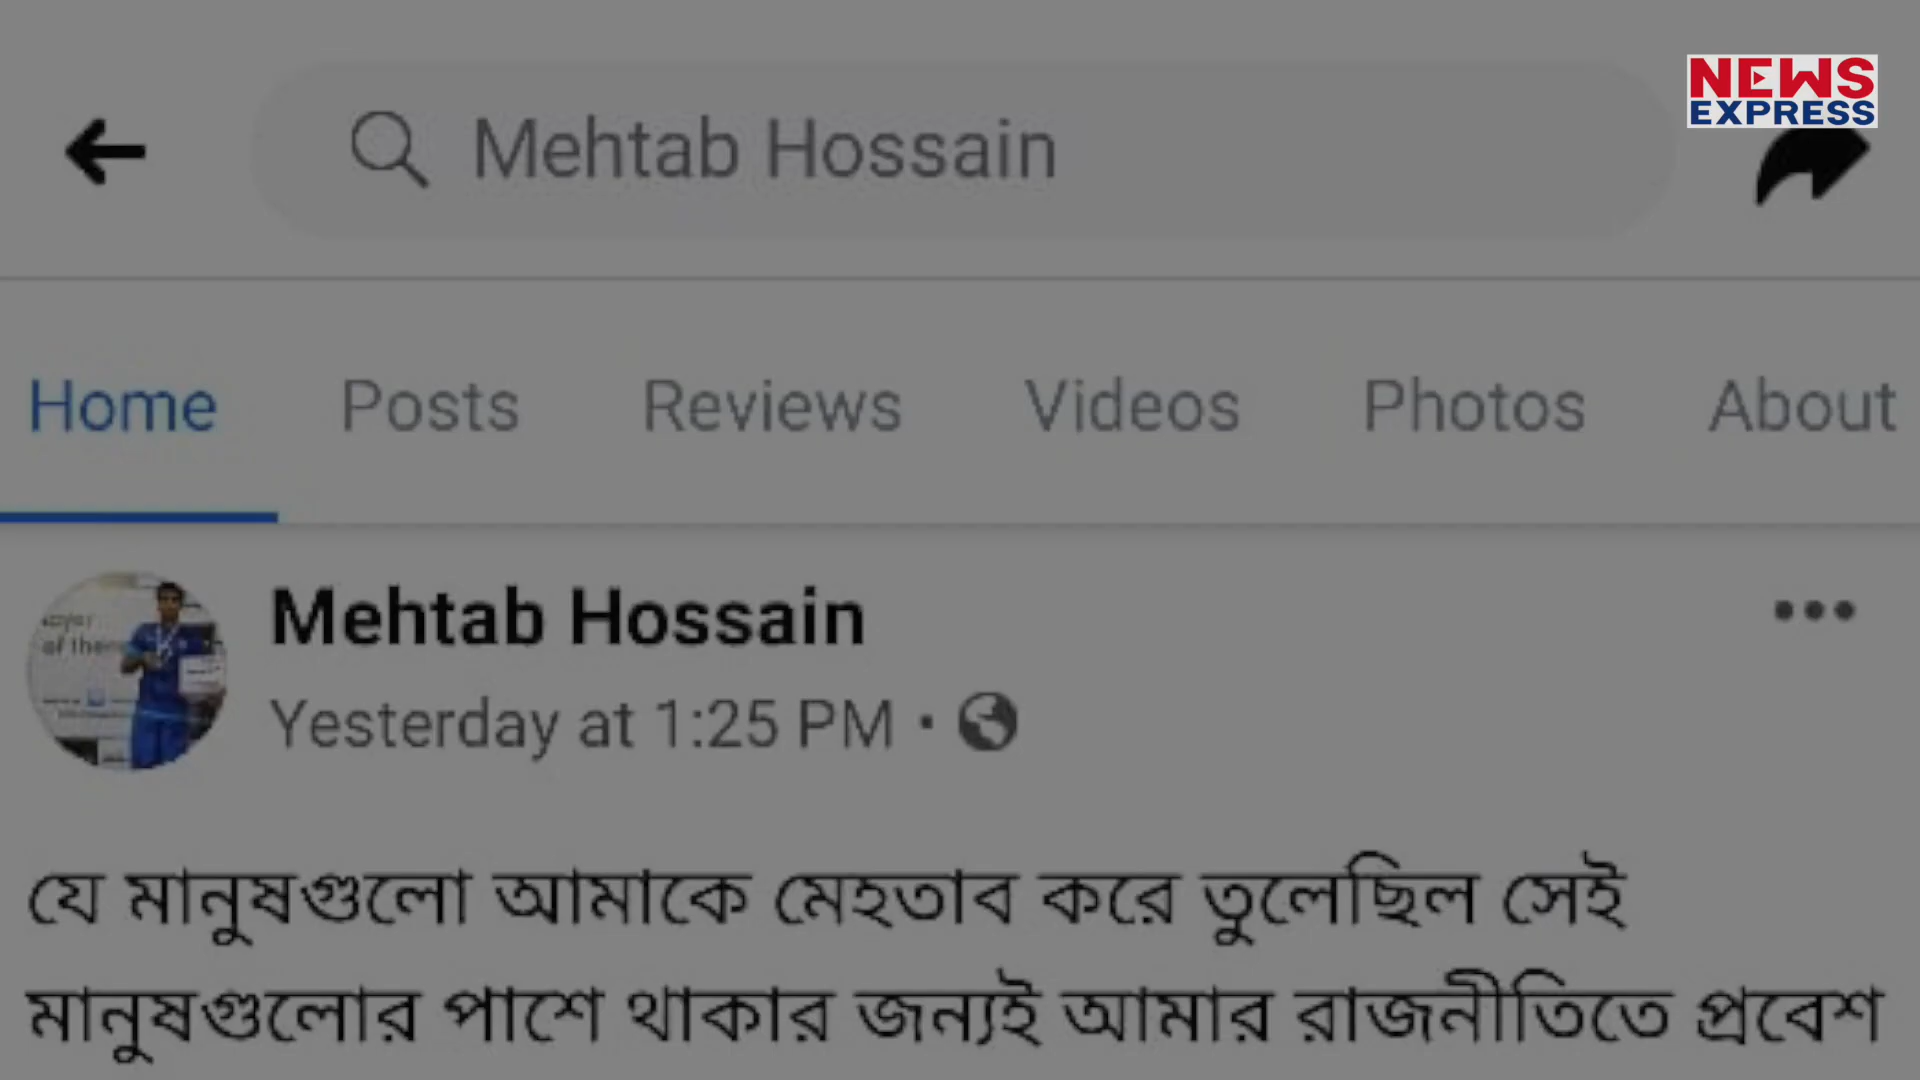 NEWS
EXPRESS
Mehtab Hossain
Home Posts Reviews Videos Photos About
Mehtab Hossain
Yesterday at 1:25 PM ·
যে মানুষগুলো আমাকে মেহতাব করে তুলেছিল সেই
মানুষগুলোর পাশে থাকার জন্যই আমার রাজনীতিতে প্রবেশ